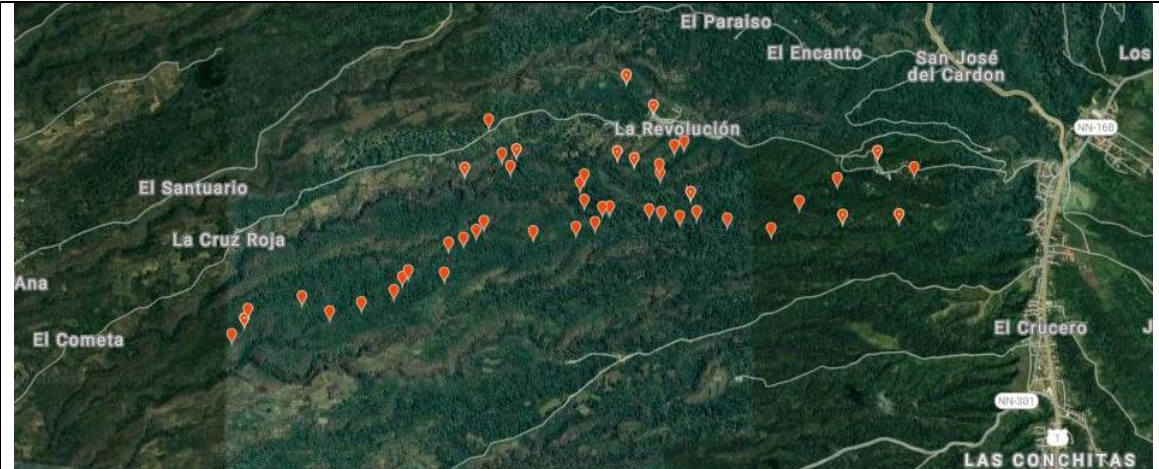 El Paraiso
El Encanto
San José
del Cardon
Los
NN-168
La Revolución
El Santuario
La Cruz Roja
Ana
El Cometa
El Crucero
J
NN-301
1
LAS CONCHITAS